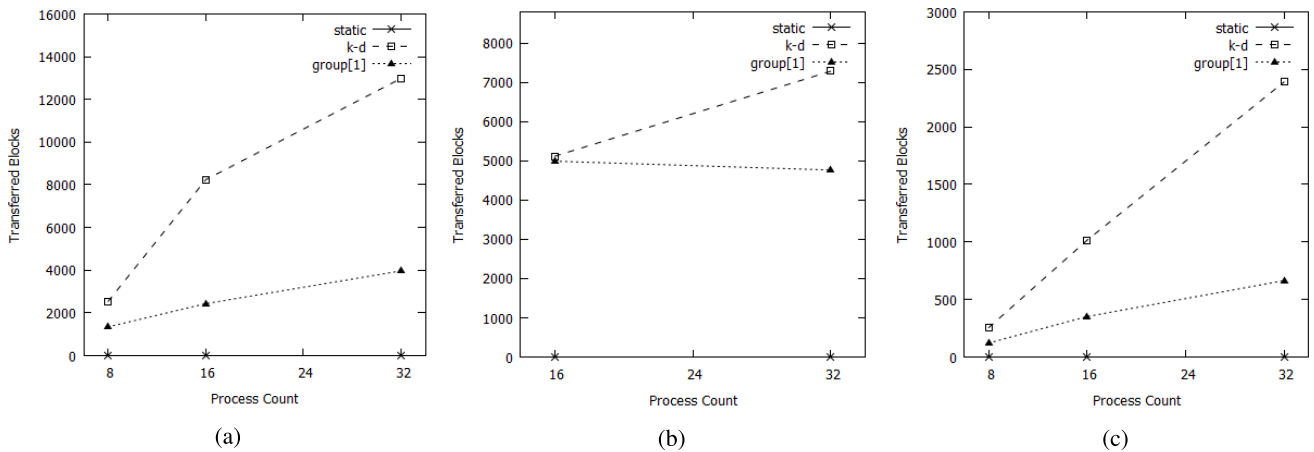 16000
14000
12000
10000
8000
6000
4000
2000
0
8
16
24
32
Transferred Blocks
Process Count
static
k-d
group[1]
(a)
8000
7000
6000
5000
4000
3000
2000
1000
0
16
24
32
Transferred Blocks
Process Count
static
k-d
group[1]
(b)
3000
2500
2000
1500
1000
500
0
8
16
24
32
Transferred Blocks
Process Count
static
k-d
group[1]
(c)